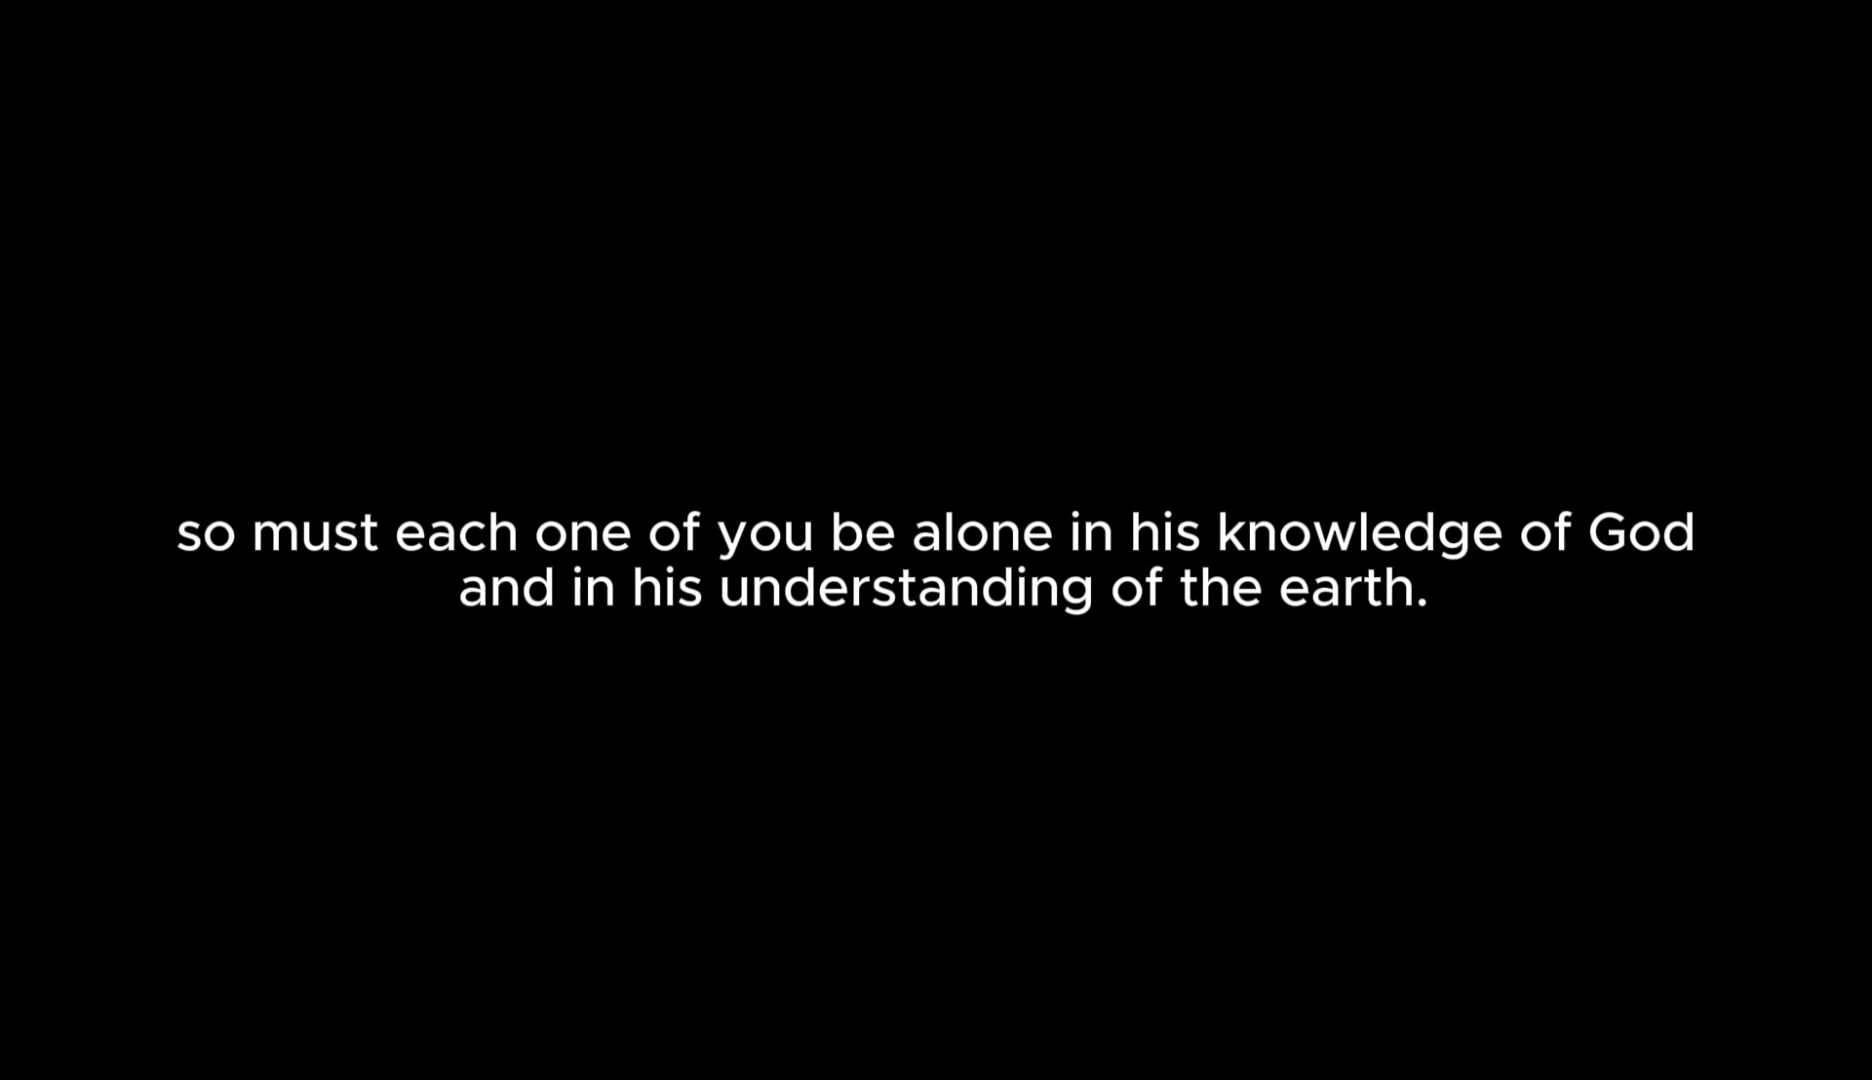 so must each one of you be alone in his knowledge of God
and in his understanding of the earth.